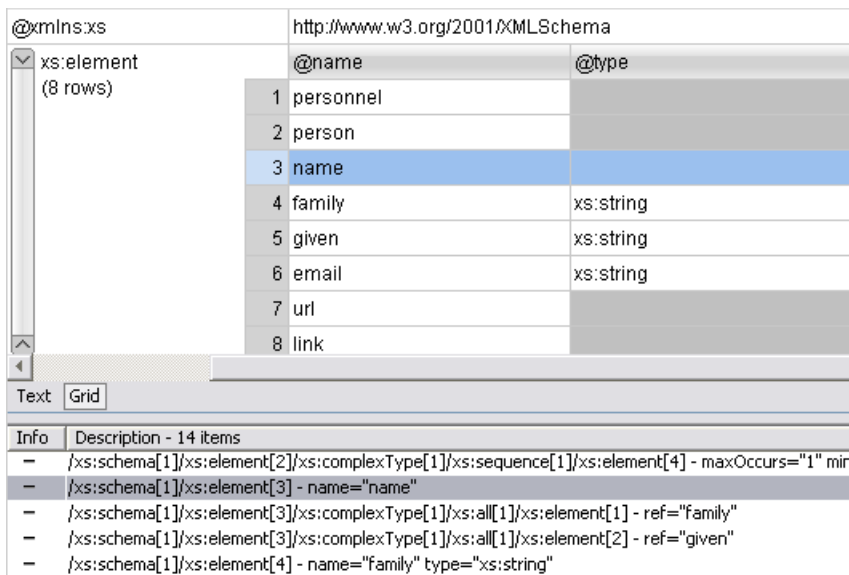 @xmlns:xs http://www.w3.org/2001/XMLSchema
xs:element @name @type
(8 rows)
1 personnel
2 person
3 name
4 family xs:string
5 given xs:string
6 email xs:string
7 url
8 link
Text Grid
Info Description - 14 items
– /xs:schema[1]/xs:element[2]/xs:complexType[1]/xs:sequence[1]/xs:element[4] - maxOccurs="1" min
– /xs:schema[1]/xs:element[3] - name="name"
– /xs:schema[1]/xs:element[3]/xs:complexType[1]/xs:all[1]/xs:element[1] - ref="family"
– /xs:schema[1]/xs:element[3]/xs:complexType[1]/xs:all[1]/xs:element[2] - ref="given"
– /xs:schema[1]/xs:element[4] - name="family" type="xs:string"